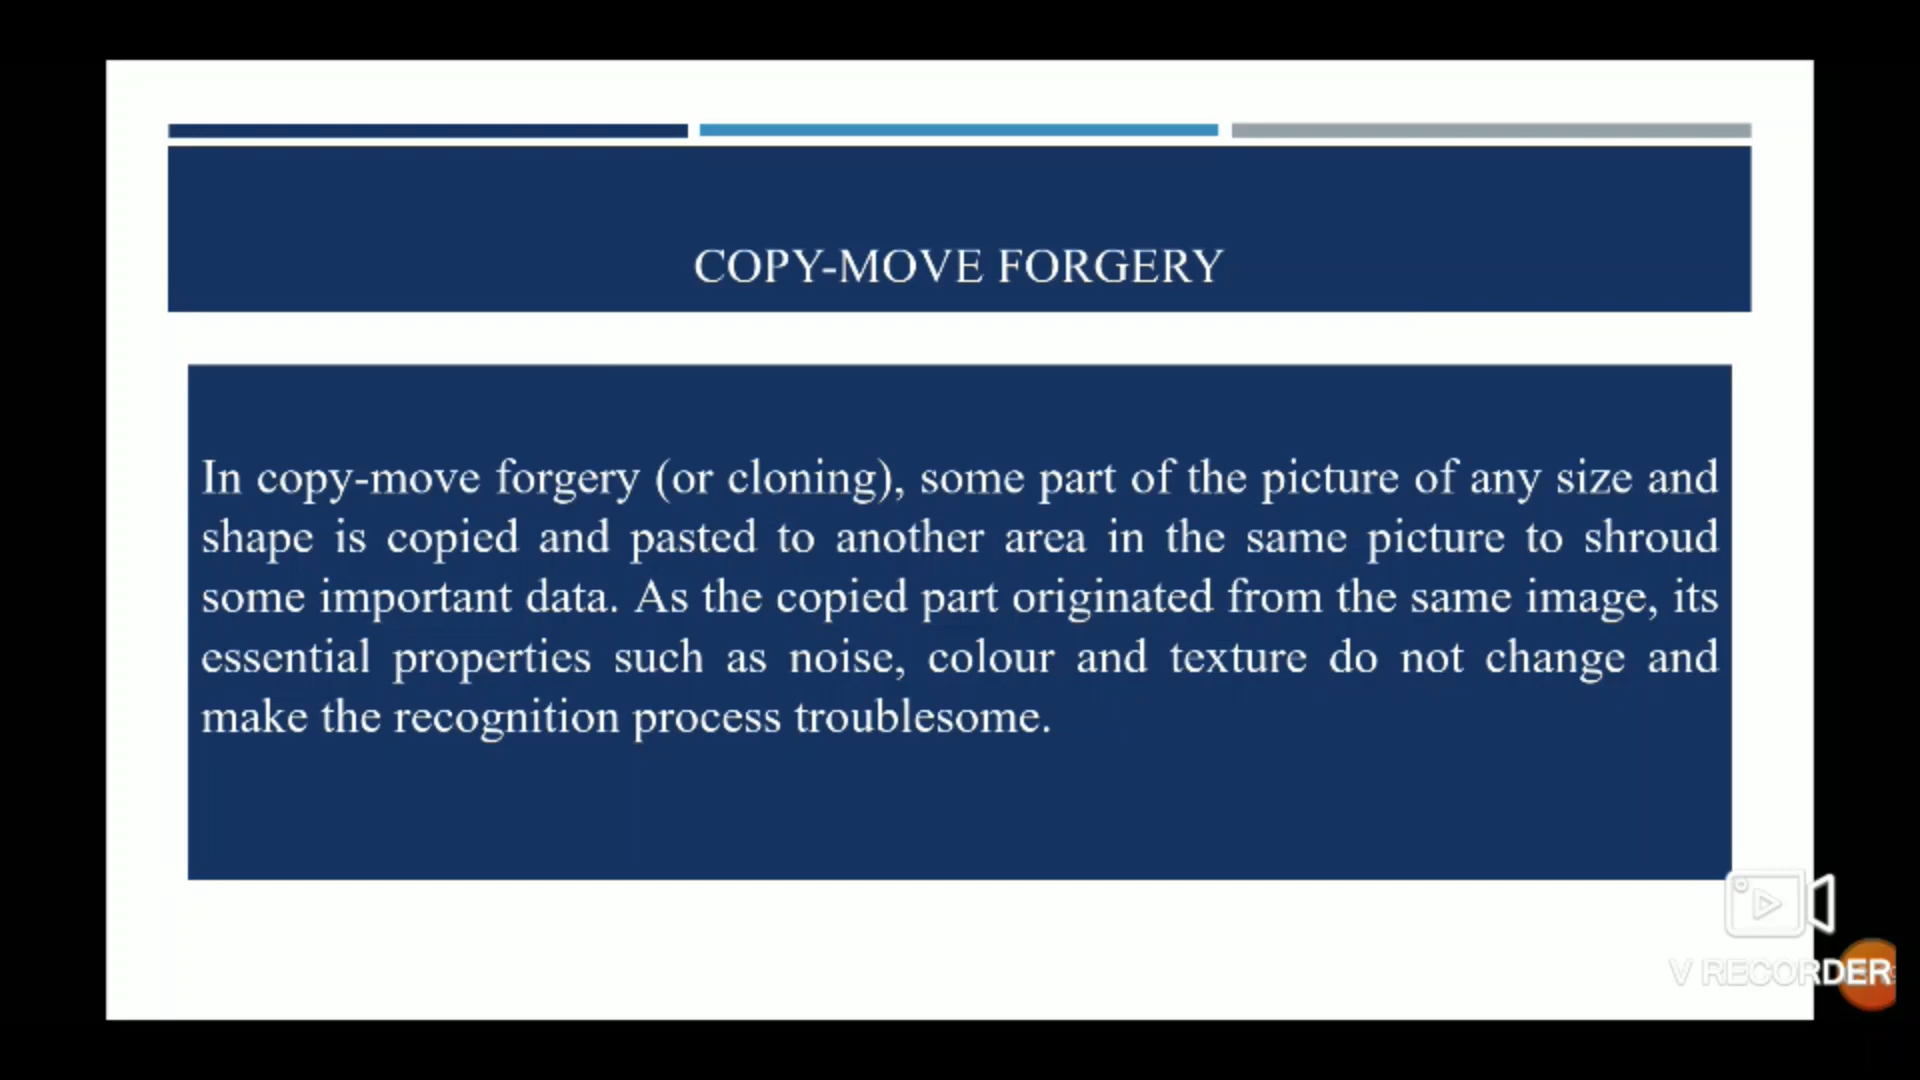 COPY-MOVE FORGERY
In copy-move forgery (or cloning), some part of the picture of any size and
shape is copied and pasted to another area in the same picture to shroud
some important data. As the copied part originated from the same image, its
essential properties such as noise, colour and texture do not change and
make the recognition process troublesome.
V RECORDER